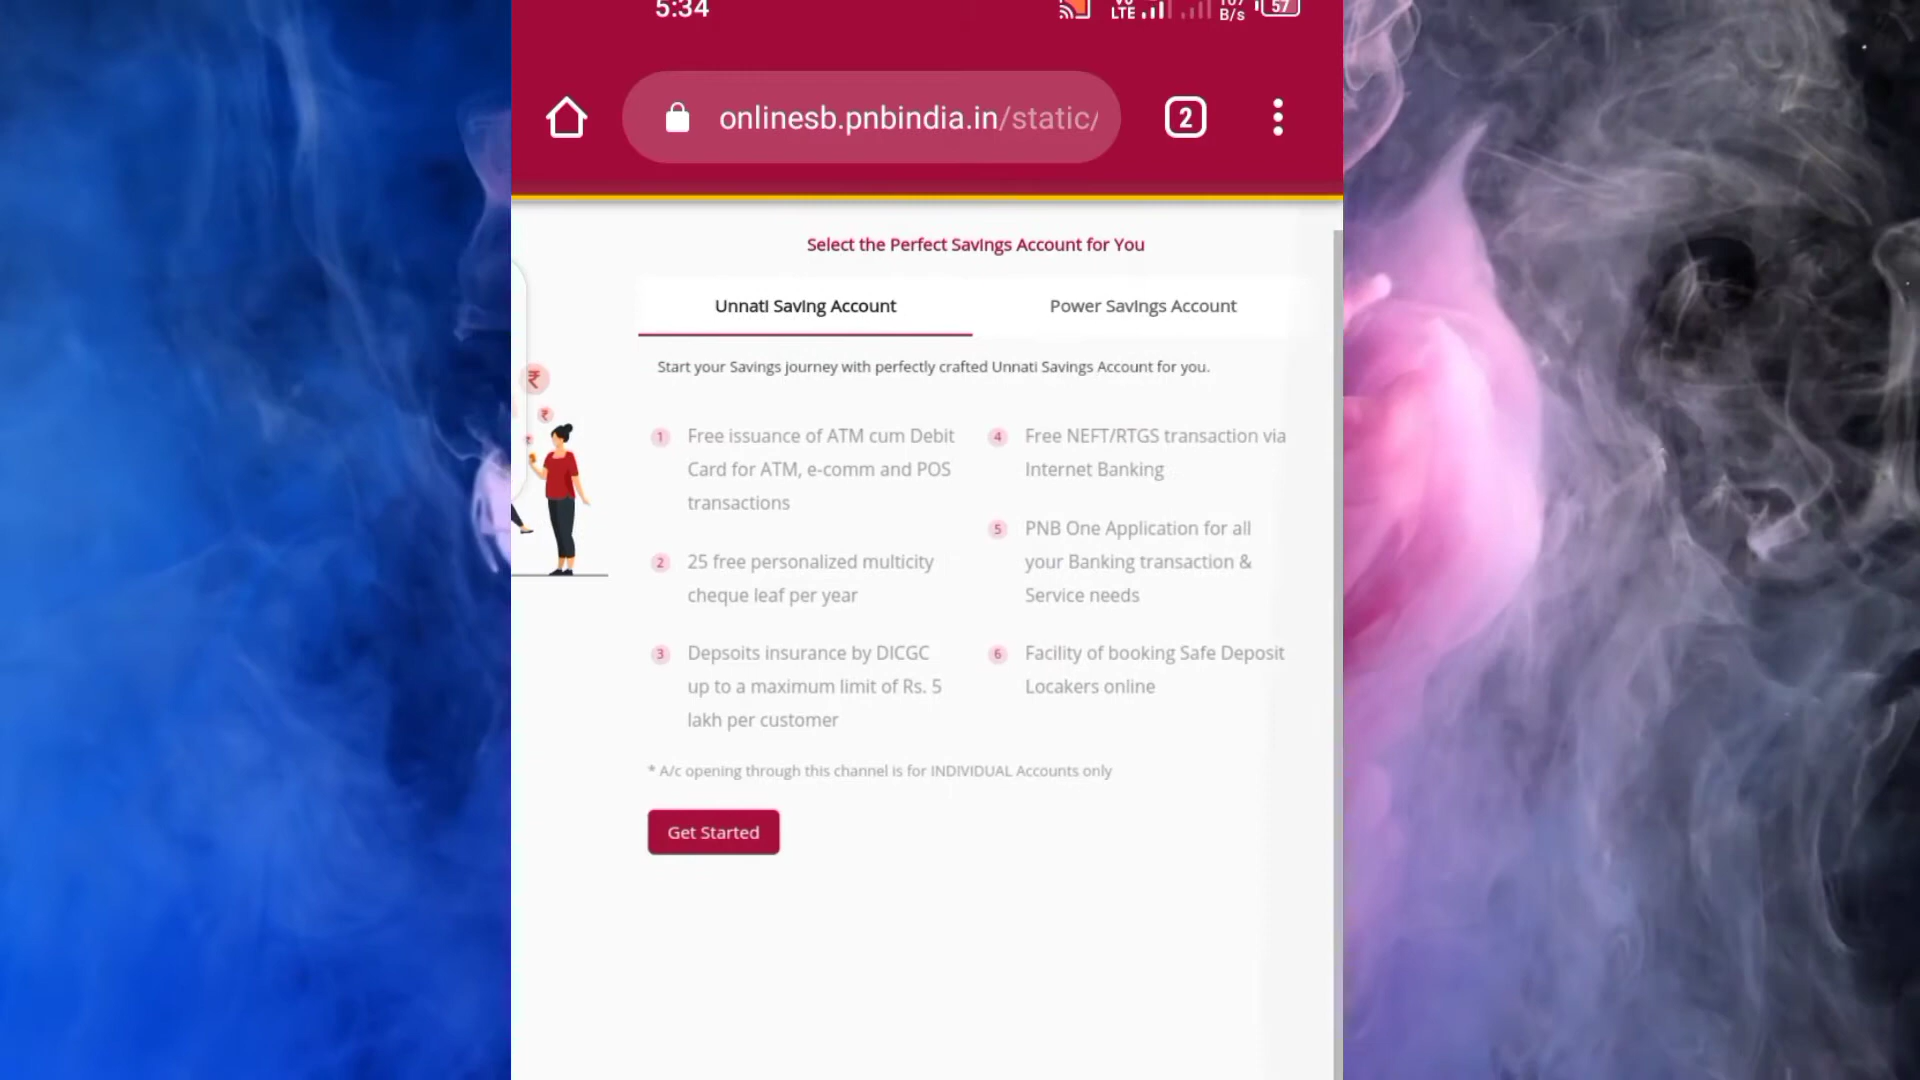 5:34
LTE
B/s
57
onlinesb.pnbindia.in/static/
2
Select the Perfect Savings Account for You
Unnati Saving Account
Power Savings Account
Start your Savings journey with perfectly crafted Unnati Savings Account for you.
1 Free issuance of ATM cum Debit
Card for ATM, e-comm and POS
transactions
2 25 free personalized multicity
cheque leaf per year
3 Depsoits insurance by DICGC
up to a maximum limit of Rs. 5
lakh per customer
4 Free NEFT/RTGS transaction via
Internet Banking
5 PNB One Application for all
your Banking transaction &
Service needs
6 Facility of booking Safe Deposit
Locakers online
* A/c opening through this channel is for INDIVIDUAL Accounts only
Get Started
₹
₹